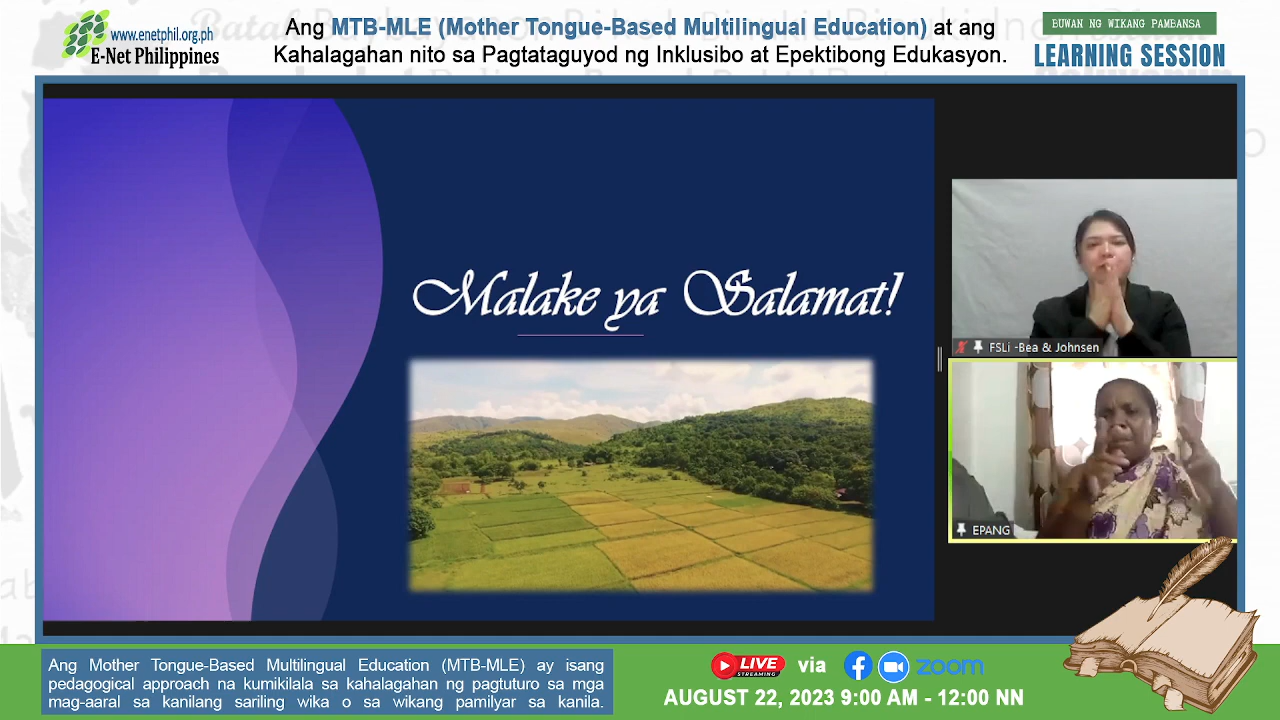 www.enetphil.org.ph
E-Net Philippines
Ang MTB-MLE (Mother Tongue-Based Multilingual Education) at ang
Kahalagahan nito sa Pagtataguyod ng Inklusibo at Epektibong Edukasyon.
BUWAN NG WIKANG PAMBANSA
LEARNING SESSION
Malake ya Salamat!
FSLi -Bea & Johnsen
EPANG
Ang Mother Tongue-Based Multilingual Education (MTB-MLE) ay isang
pedagogical approach na kumikilala sa kahalagahan ng pagtuturo sa mga
mag-aaral sa kanilang sariling wika o sa wikang pamilyar sa kanila.
LIVE via zoom
STREAMING
AUGUST 22, 2023 9:00 AM - 12:00 NN